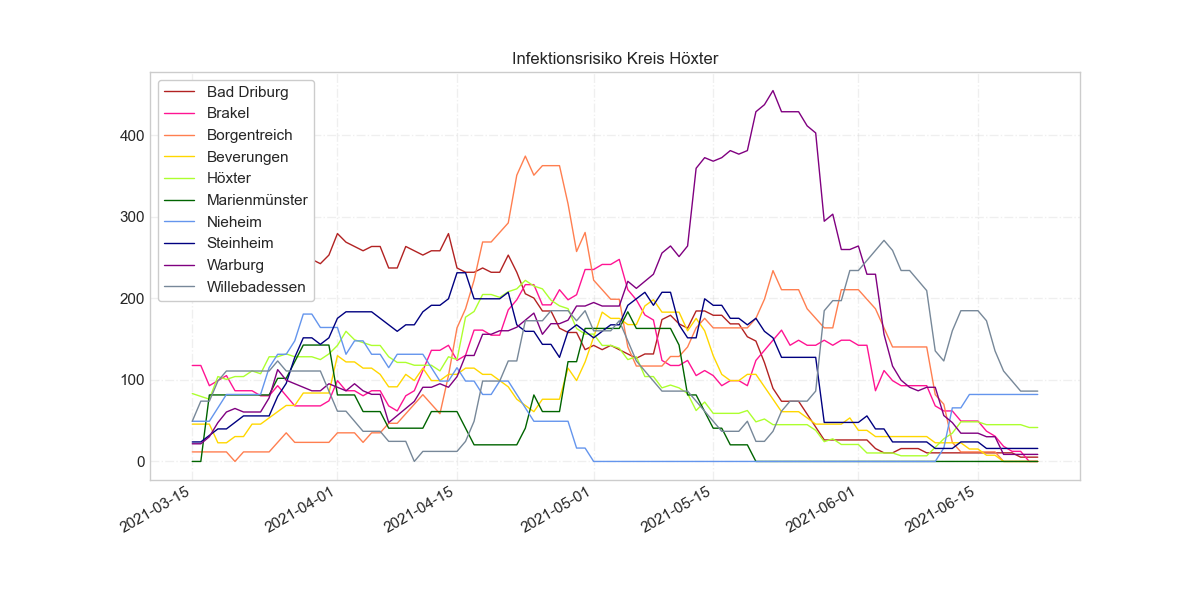 Infektionsrisiko Kreis Höxter
Bad Driburg
Brakel
Borgentreich
Beverungen
Höxter
Marienmünster
Nieheim
Steinheim
Warburg
Willebadessen
400
300
200
100
0
2021-03-15
2021-04-01
2021-04-15
2021-05-01
2021-05-15
2021-06-01
2021-06-15